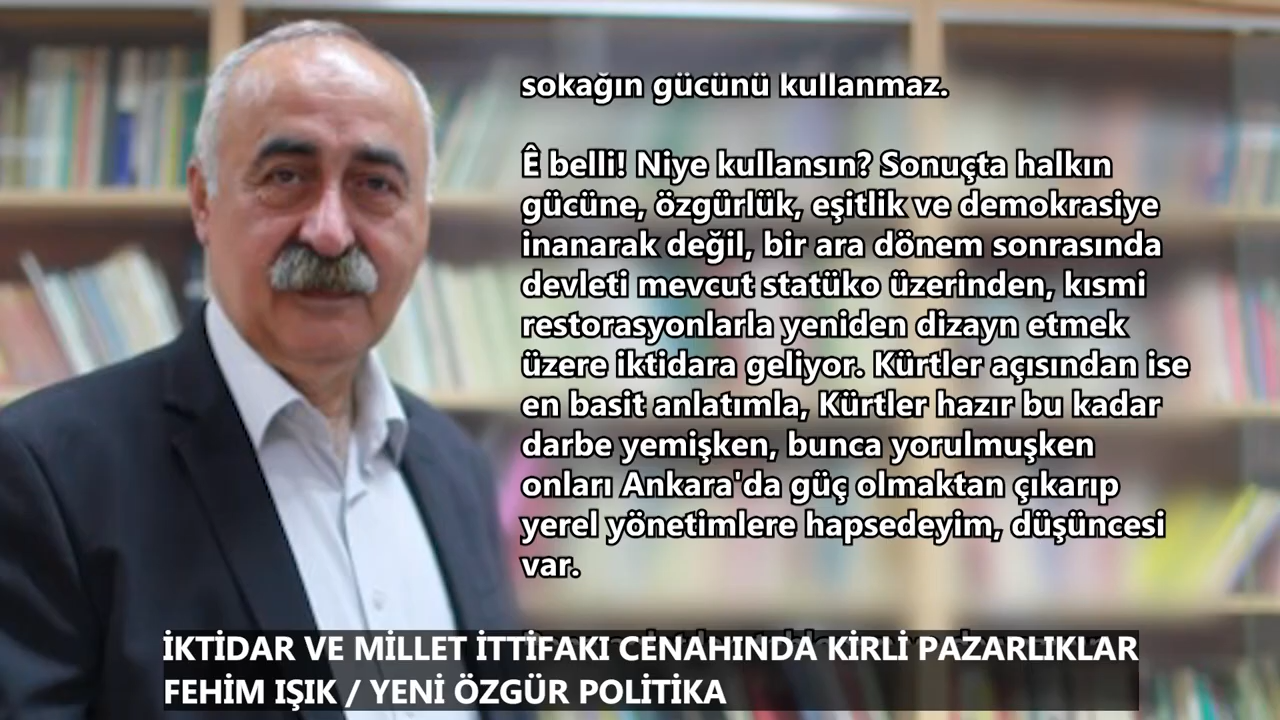 sokağın gücünü kullanmaz.
Ê belli! Niye kullansın? Sonuçta halkın
gücüne, özgürlük, eşitlik ve demokrasiye
inanarak değil, bir ara dönem sonrasında
devleti mevcut statüko üzerinden, kısmi
restorasyonlarla yeniden dizayn etmek
üzere iktidara geliyor. Kürtler açısından ise
en basit anlatımla, Kürtler hazır bu kadar
darbe yemişken, bunca yorulmuşken
onları Ankara'da güç olmaktan çıkarıp
yerel yönetimlere hapsedeyim, düşüncesi
var.
İKTİDAR VE MİLLET İTTİFAKI CENAHINDA KİRLİ PAZARLIKLAR
FEHİM IŞIK / YENİ ÖZGÜR POLİTİKA